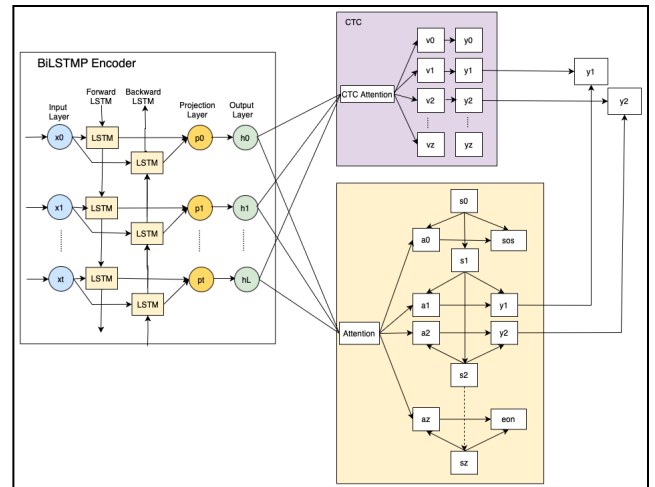 CTC
BiLSTMP Encoder
Input Layer
Forward LSTM
Backward LSTM
Projection Layer
Output Layer
x0
LSTM
LSTM
p0
h0
x1
LSTM
LSTM
p1
h1
xt
LSTM
LSTM
pt
hL
CTC Attention
v0
y0
v1
y1
v2
y2
vz
yz
y1
y2
Attention
s0
a0
sos
s1
a1
y1
a2
y2
s2
az
eon
sz